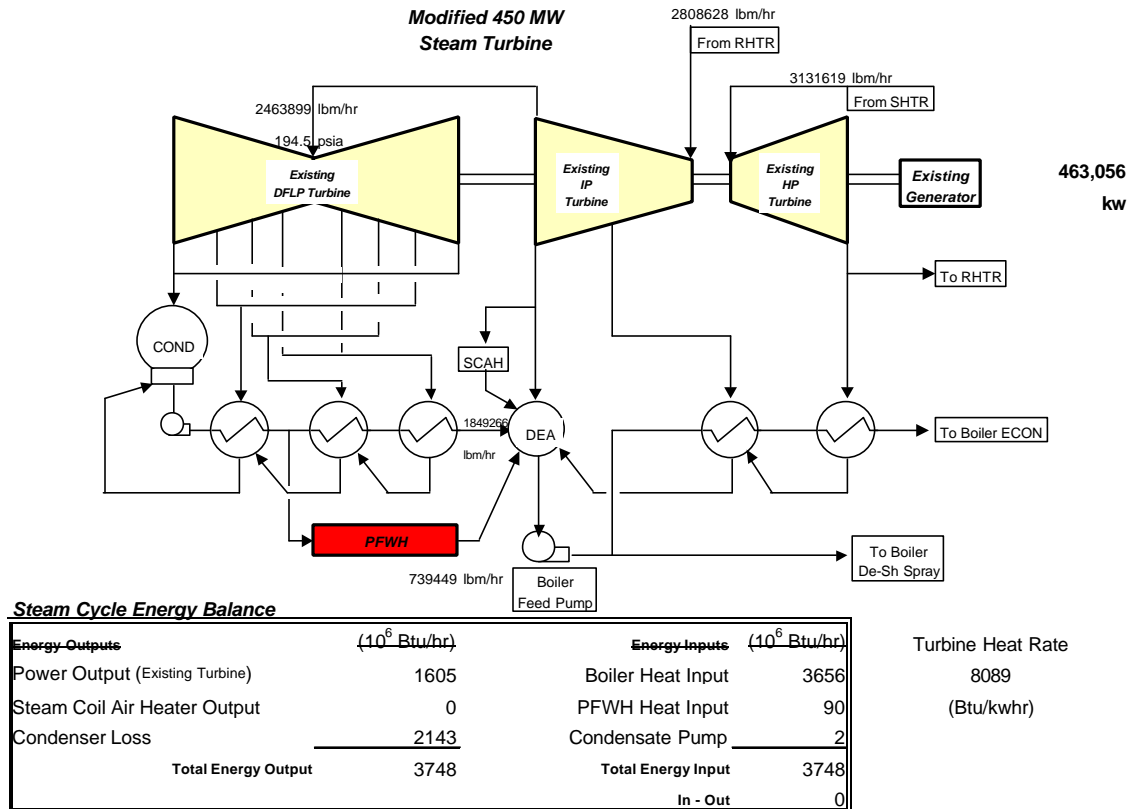 Modified 450 MW
Steam Turbine
2808628 lbm/hr
From RHTR
3131619 lbm/hr
From SHTR
2463899 lbm/hr
194.5 psia
Existing
DFLP Turbine
Existing
IP
Turbine
Existing
HP
Turbine
Existing
Generator
463,056
kw
To RHTR
COND
SCAH
DEA
1849266
lbm/hr
To Boiler ECON
PFWH
739449 lbm/hr
Boiler
Feed Pump
To Boiler
De-Sh Spray
Steam Cycle Energy Balance
Energy Outputs (10^6 Btu/hr) Energy Inputs (10^6 Btu/hr) Turbine Heat Rate
Power Output (Existing Turbine) 1605 Boiler Heat Input 3656 8089
Steam Coil Air Heater Output 0 PFWH Heat Input 90 (Btu/kwhr)
Condenser Loss 2143 Condensate Pump 2
Total Energy Output 3748 Total Energy Input 3748
In - Out 0